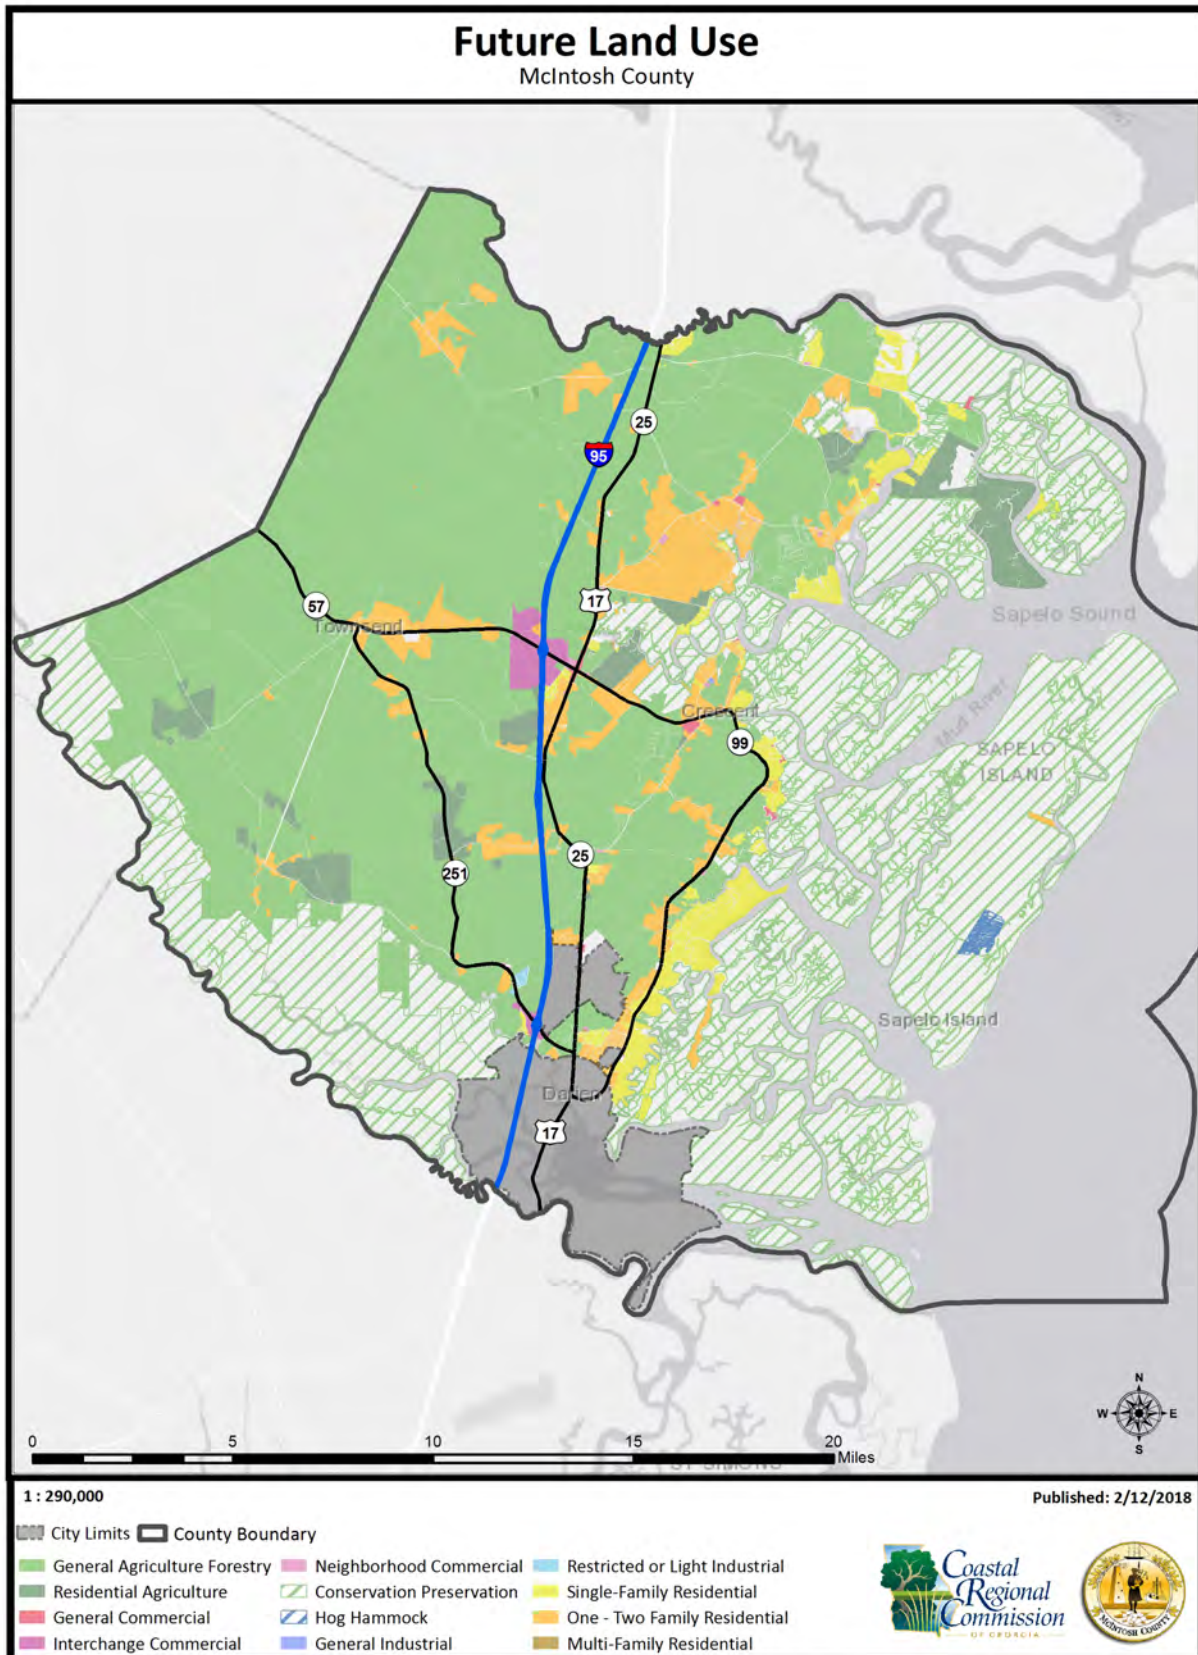 Future Land Use
McIntosh County
25
95
57
Townsend
17
Sapelo Sound
Mud River
Crescent
99
SAPELO
ISLAND
25
251
Sapelo Island
Darien
17
N
W
E
S
0
5
10
15
20
Miles
ST SIMONS
1 : 290,000
Published: 2/12/2018
City Limits
County Boundary
General Agriculture Forestry
Neighborhood Commercial
Restricted or Light Industrial
Residential Agriculture
Conservation Preservation
Single-Family Residential
General Commercial
Hog Hammock
One - Two Family Residential
Interchange Commercial
General Industrial
Multi-Family Residential
Coastal
Regional
Commission
OF GEORGIA
McINTOSH COUNTY